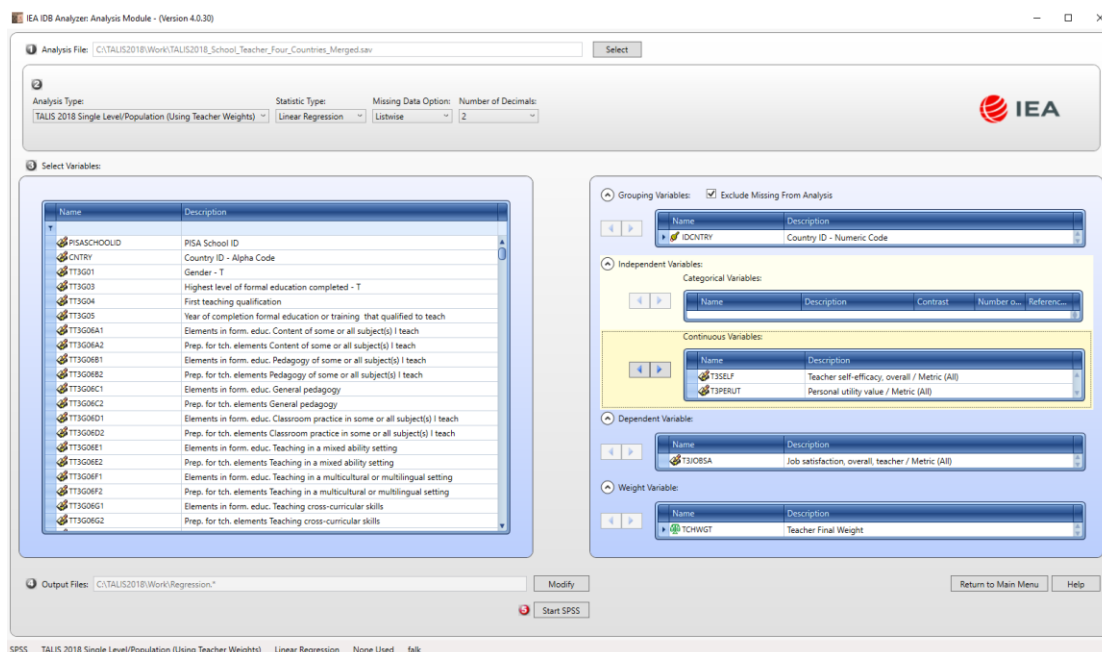 IEA IDB Analyzer: Analysis Module - (Version 4.0.30)
1 Analysis File: C:\TALIS2018\Work\TALIS2018_School_Teacher_Four_Countries_Merged.sav Select
2
Analysis Type: Statistic Type: Missing Data Option: Number of Decimals:
TALIS 2018 Single Level/Population (Using Teacher Weights) Linear Regression Listwise 2
IEA
3 Select Variables:
Name Description
PISASCHOOLID PISA School ID
CNTRY Country ID - Alpha Code
TT3G01 Gender - T
TT3G03 Highest level of formal education completed - T
TT3G04 First teaching qualification
TT3G05 Year of completion formal education or training that qualified to teach
TT3G06A1 Elements in form. educ. Content of some or all subject(s) I teach
TT3G06A2 Prep. for tch. elements Content of some or all subject(s) I teach
TT3G06B1 Elements in form. educ. Pedagogy of some or all subject(s) I teach
TT3G06B2 Prep. for tch. elements Pedagogy of some or all subject(s) I teach
TT3G06C1 Elements in form. educ. General pedagogy
TT3G06C2 Prep. for tch. elements General pedagogy
TT3G06D1 Elements in form. educ. Classroom practice in some or all subject(s) I teach
TT3G06D2 Prep. for tch. elements Classroom practice in some or all subject(s) I teach
TT3G06E1 Elements in form. educ. Teaching in a mixed ability setting
TT3G06E2 Prep. for tch. elements Teaching in a mixed ability setting
TT3G06F1 Elements in form. educ. Teaching in a multicultural or multilingual setting
TT3G06F2 Prep. for tch. elements Teaching in a multicultural or multilingual setting
TT3G06G1 Elements in form. educ. Teaching cross-curricular skills
TT3G06G2 Prep. for tch. elements Teaching cross-curricular skills
Grouping Variables: Exclude Missing From Analysis
Name Description
IDCNTRY Country ID - Numeric Code
Independent Variables:
Categorical Variables:
Name Description Contrast Number o... Referenc...
Continuous Variables:
Name Description
T3SELF Teacher self-efficacy, overall / Metric (All)
T3PERUT Personal utility value / Metric (All)
Dependent Variable:
Name Description
T3JOBSA Job satisfaction, overall, teacher / Metric (All)
Weight Variable:
Name Description
TCHWGT Teacher Final Weight
4 Output Files: C:\TALIS2018\Work\Regression.* Modify
Return to Main Menu Help
5 Start SPSS
SPSS TALIS 2018 Single Level/Population (Using Teacher Weights) Linear Regression None Used falk